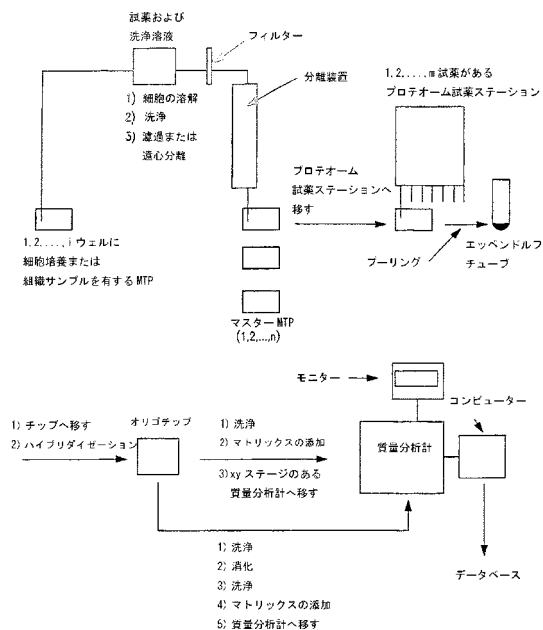 試薬および
洗浄溶液
フィルター
分離装置
1) 細胞の溶解
2) 洗浄
3) 濾過または
遠心分離
1,2,....,m 試薬がある
プロテオーム試薬ステーション
プロテオーム
試薬ステーションへ
移す
プーリング
エッペンドルフ
チューブ
1,2,....,i ウェルに
細胞培養または
組織サンプルを有するMTP
マスターMTP
(1,2,...,n)
モニター
コンピューター
1) チップへ移す
2) ハイブリダイゼーション
オリゴチップ
1) 洗浄
2) マトリックスの添加
3) xy ステージのある
質量分析計へ移す
質量分析計
1) 洗浄
2) 消化
3) 洗浄
4) マトリックスの添加
5) 質量分析計へ移す
データベース